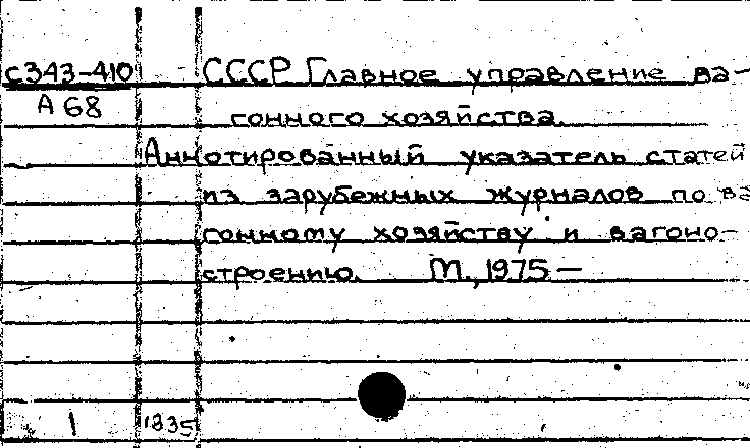 с343-410 СССР Главное управление ва-
А 68 гонного хозяйства.
Аннотированный указатель статей
из зарубежных журналов по ва
гонному хозяйству и вагоно-
строению. М., 1975 —
1 1835